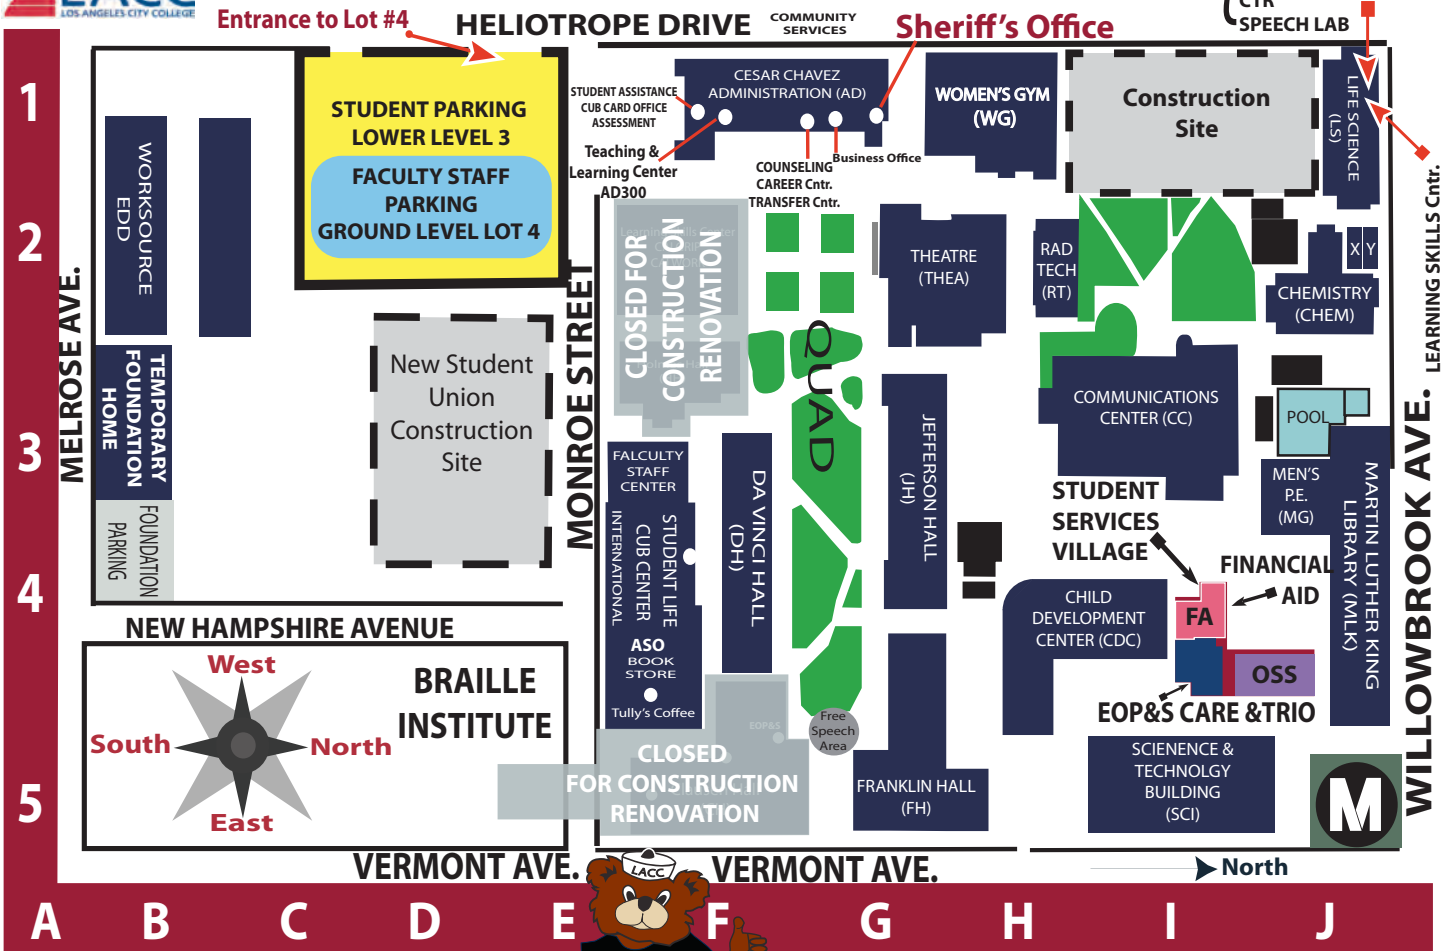 LACC
LOS ANGELES CITY COLLEGE
Entrance to Lot #4
HELIOTROPE DRIVE
COMMUNITY
SERVICES
Sheriff's Office
CTR
SPEECH LAB
1
2
3
4
5
STUDENT PARKING
LOWER LEVEL 3
FACULTY STAFF
PARKING
GROUND LEVEL LOT 4
WORKSOURCE
EDD
STUDENT ASSISTANCE
CUB CARD OFFICE
ASSESSMENT
Teaching &
Learning Center
AD300
CESAR CHAVEZ
ADMINISTRATION (AD)
COUNSELING
CAREER Cntr.
TRANSFER Cntr.
Business Office
WOMEN'S GYM
(WG)
Construction
Site
LIFE SCIENCE
(LS)
LEARNING SKILLS Cntr.
MELROSE AVE.
MONROE STREET
CLOSED FOR
CONSTRUCTION
RENOVATION
THEATRE
(THEA)
RAD
TECH
(RT)
X Y
CHEMISTRY
(CHEM)
New Student
Union
Construction
Site
TEMPORARY
FOUNDATION
HOME
FOUNDATION
PARKING
QUAD
FALCULTY
STAFF
CENTER
INTERNATIONAL
CUB CENTER
STUDENT LIFE
ASO
BOOK
STORE
Tully's Coffee
DA VINCI HALL
(DH)
JEFFERSON HALL
(JH)
COMMUNICATIONS
CENTER (CC)
POOL
MEN'S
P.E.
(MG)
MARTIN LUTHER KING
LIBRARY (MLK)
WILLOWBROOK AVE.
STUDENT
SERVICES
VILLAGE
FINANCIAL
AID
FA
OSS
EOP&S CARE &TRIO
CHILD
DEVELOPMENT
CENTER (CDC)
NEW HAMPSHIRE AVENUE
BRAILLE
INSTITUTE
West
South
North
East
EOP&S
CLOSED
FOR CONSTRUCTION
RENOVATION
Free
Speech
Area
FRANKLIN HALL
(FH)
SCIENENCE &
TECHNOLGY
BUILDING
(SCI)
M
VERMONT AVE.
LACC
VERMONT AVE.
North
A B C D E F G H I J